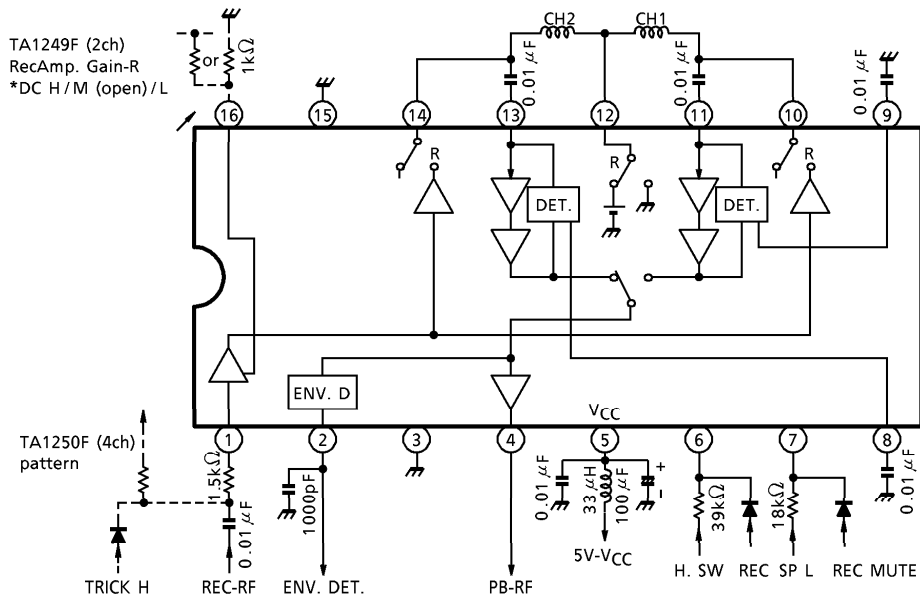 TA1249F (2ch)
RecAmp. Gain-R
*DC H/M (open)/L
or
1kΩ
CH2
CH1
0.01 μF
0.01 μF
0.01 μF
16
15
14
13
12
11
10
9
R
R
R
DET.
DET.
ENV. D
VCC
1
2
3
4
5
6
7
8
TA1250F (4ch)
pattern
1.5kΩ
0.01 μF
1000pF
0.01 μF
33 μH
100 μF
+
-
39kΩ
18kΩ
0.01 μF
5V-VCC
TRICK H
REC-RF
ENV. DET.
PB-RF
H. SW
REC
SP L
REC MUTE